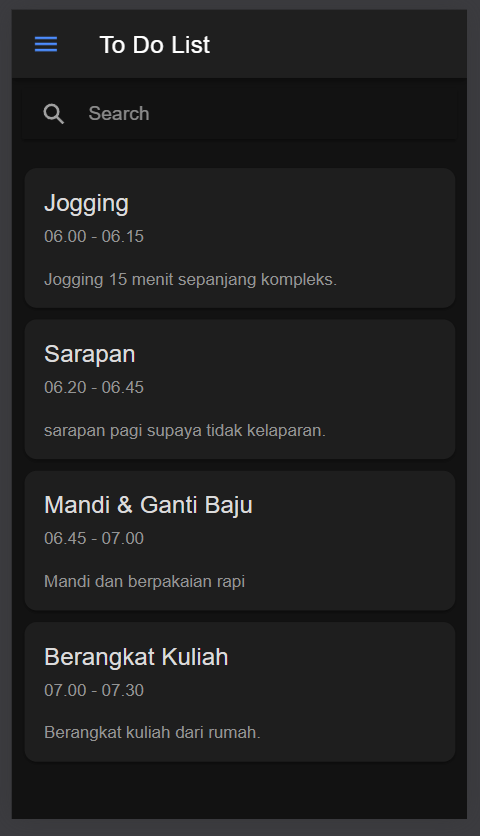 To Do List
Search
Jogging
06.00 - 06.15
Jogging 15 menit sepanjang kompleks.
Sarapan
06.20 - 06.45
sarapan pagi supaya tidak kelaparan.
Mandi & Ganti Baju
06.45 - 07.00
Mandi dan berpakaian rapi
Berangkat Kuliah
07.00 - 07.30
Berangkat kuliah dari rumah.